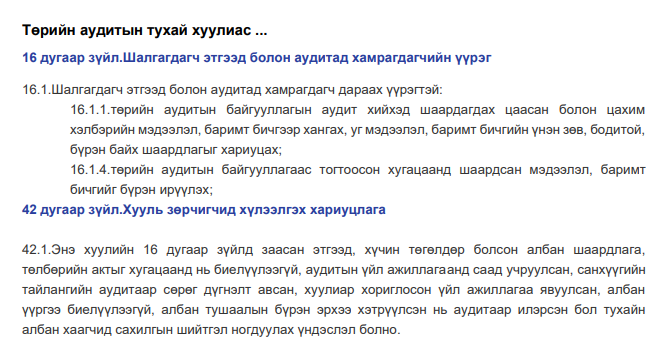 Төрийн аудитын тухай хуулиас ...
16 дугаар зүйл.Шалгагдагч этгээд болон аудитад хамрагдагчийн үүрэг
16.1.Шалгагдагч этгээд болон аудитад хамрагдагч дараах үүрэгтэй:
16.1.1.төрийн аудитын байгууллагын аудит хийхэд шаардагдах цаасан болон цахим
хэлбэрийн мэдээлэл, баримт бичгээр хангах, уг мэдээлэл, баримт бичгийн үнэн зөв, бодитой,
бүрэн байх шаардлагыг хариуцах;
16.1.4.төрийн аудитын байгууллагаас тогтоосон хугацаанд шаардсан мэдээлэл, баримт
бичгийг бүрэн ирүүлэх;
42 дугаар зүйл.Хууль зөрчигчид хүлээлгэх хариуцлага
42.1.Энэ хуулийн 16 дугаар зүйлд заасан этгээд, хүчин төгөлдөр болсон албан шаардлага,
төлбөрийн актыг хугацаанд нь биелүүлээгүй, аудитын үйл ажиллагаанд саад учруулсан, санхүүгийн
тайлангийн аудитаар сөрөг дүгнэлт авсан, хуулиар хориглосон үйл ажиллагаа явуулсан, албан
үүргээ биелүүлээгүй, албан тушаалын бүрэн эрхээ хэтрүүлсэн нь аудитаар илэрсэн бол тухайн
албан хаагчид сахилгын шийтгэл ногдуулах үндэслэл болно.